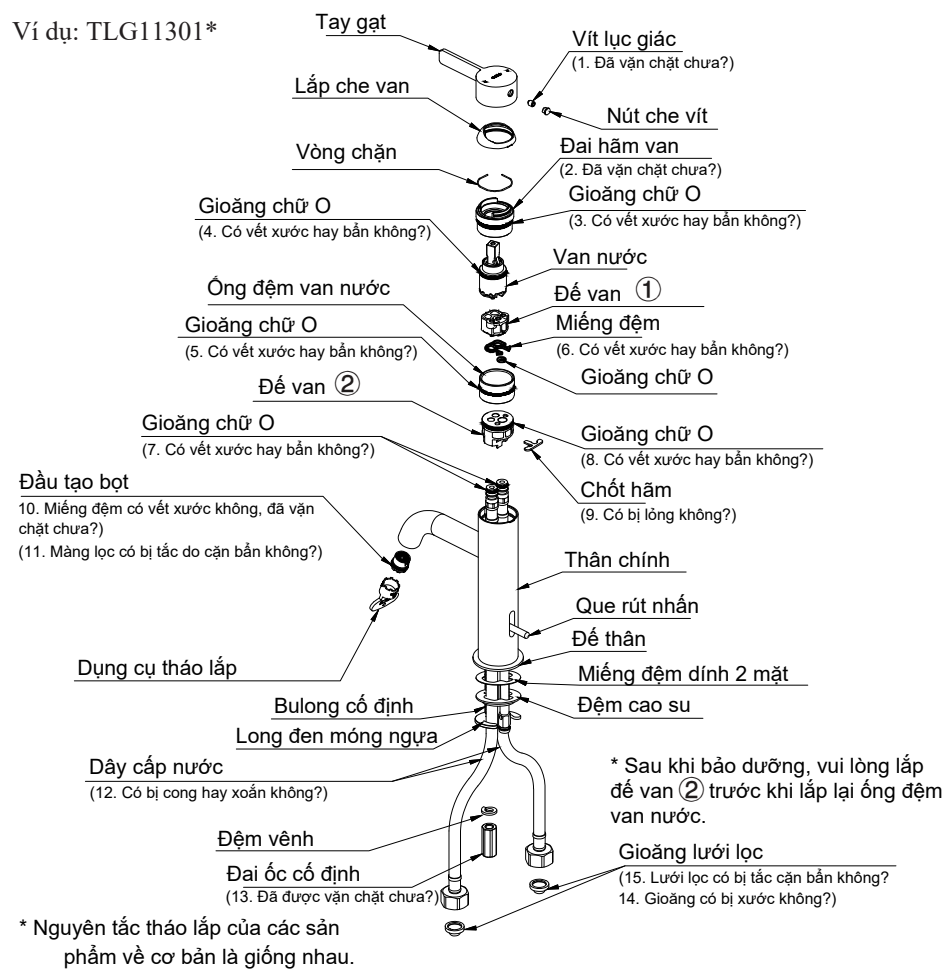 Ví dụ: TLG11301*
Tay gạt
Vít lục giác
(1. Đã vặn chặt chưa?)
Lắp che van
Nút che vít
Vòng chặn
Đai hãm van
(2. Đã vặn chặt chưa?)
Gioăng chữ O
(3. Có vết xước hay bẩn không?)
Gioăng chữ O
(4. Có vết xước hay bẩn không?)
Van nước
Ống đệm van nước
Đế van ①
Gioăng chữ O
(5. Có vết xước hay bẩn không?)
Miếng đệm
(6. Có vết xước hay bẩn không?)
Gioăng chữ O
Đế van ②
Gioăng chữ O
(7. Có vết xước hay bẩn không?)
Gioăng chữ O
(8. Có vết xước hay bẩn không?)
Chốt hãm
(9. Có bị lỏng không?)
Đầu tạo bọt
10. Miếng đệm có vết xước không, đã vặn
chặt chưa?)
(11. Màng lọc có bị tắc do cặn bẩn không?)
Thân chính
Que rút nhấn
Đế thân
Dụng cụ tháo lắp
Miếng đệm dính 2 mặt
Bulong cố định
Đệm cao su
Long đen móng ngựa
Dây cấp nước
(12. Có bị cong hay xoắn không?)
* Sau khi bảo dưỡng, vui lòng lắp
đế van ② trước khi lắp lại ống đệm
van nước.
Đệm vênh
Đai ốc cố định
(13. Đã được vặn chặt chưa?)
Gioăng lưới lọc
(15. Lưới lọc có bị tắc cặn bẩn không?
14. Gioăng có bị xước không?)
* Nguyên tắc tháo lắp của các sản
phẩm về cơ bản là giống nhau.